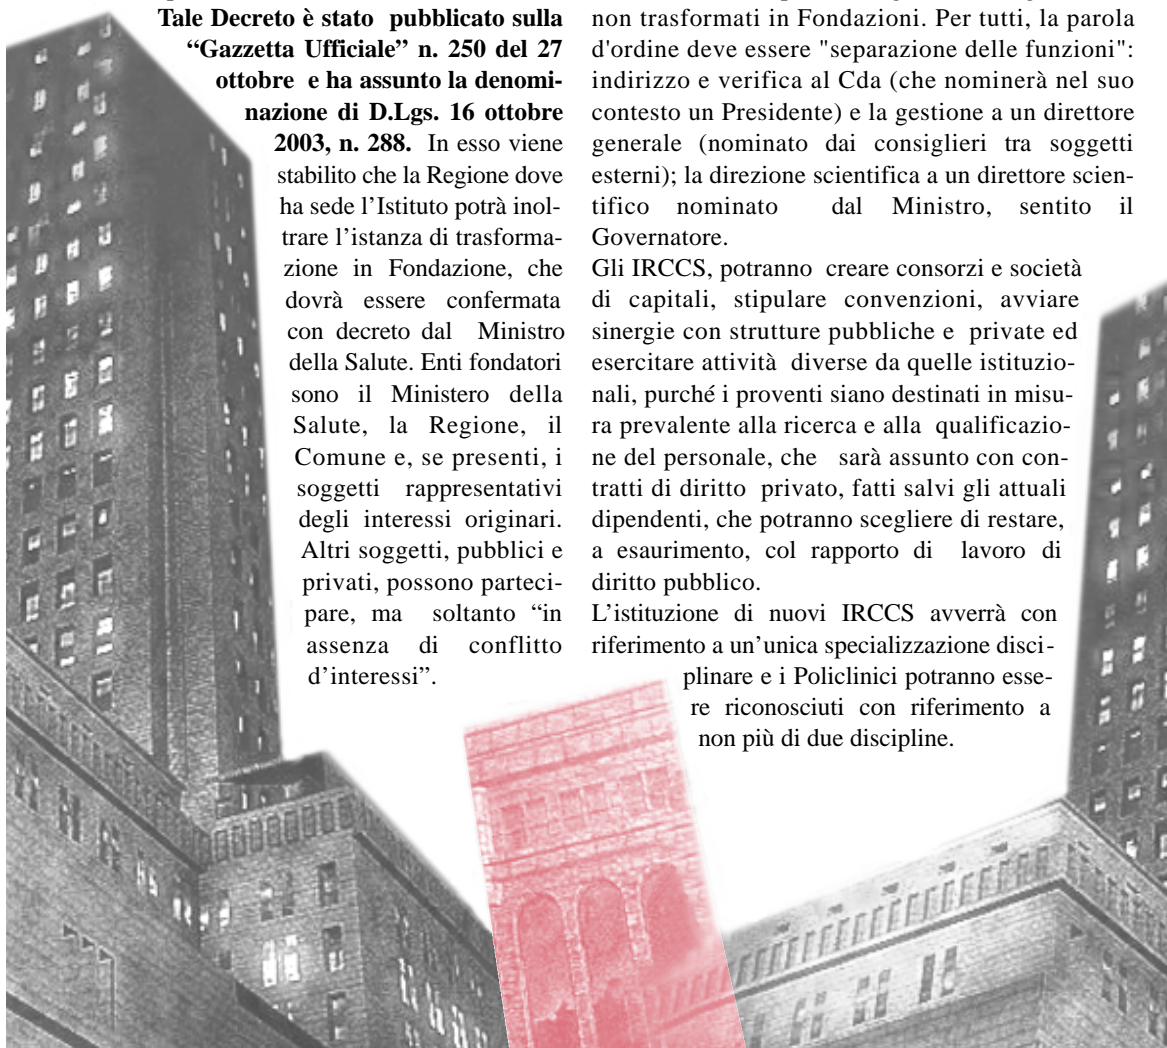 Tale Decreto è stato pubblicato sulla
“Gazzetta Ufficiale” n. 250 del 27
ottobre e ha assunto la denomi-
nazione di D.Lgs. 16 ottobre
2003, n. 288. In esso viene
stabilito che la Regione dove
ha sede l’Istituto potrà inol-
trare l’istanza di trasforma-
zione in Fondazione, che
dovrà essere confermata
con decreto dal Ministro
della Salute. Enti fondatori
sono il Ministero della
Salute, la Regione, il
Comune e, se presenti, i
soggetti rappresentativi
degli interessi originari.
Altri soggetti, pubblici e
privati, possono parteci-
pare, ma soltanto “in
assenza di conflitto
d’interessi”.
non trasformati in Fondazioni. Per tutti, la parola
d'ordine deve essere "separazione delle funzioni":
indirizzo e verifica al Cda (che nominerà nel suo
contesto un Presidente) e la gestione a un direttore
generale (nominato dai consiglieri tra soggetti
esterni); la direzione scientifica a un direttore scien-
tifico nominato dal Ministro, sentito il
Governatore.
Gli IRCCS, potranno creare consorzi e società
di capitali, stipulare convenzioni, avviare
sinergie con strutture pubbliche e private ed
esercitare attività diverse da quelle istituzio-
nali, purché i proventi siano destinati in misu-
ra prevalente alla ricerca e alla qualificazio-
ne del personale, che sarà assunto con con-
tratti di diritto privato, fatti salvi gli attuali
dipendenti, che potranno scegliere di restare,
a esaurimento, col rapporto di lavoro di
diritto pubblico.
L’istituzione di nuovi IRCCS avverrà con
riferimento a un’unica specializzazione disci-
plinare e i Policlinici potranno esse-
re riconosciuti con riferimento a
non più di due discipline.